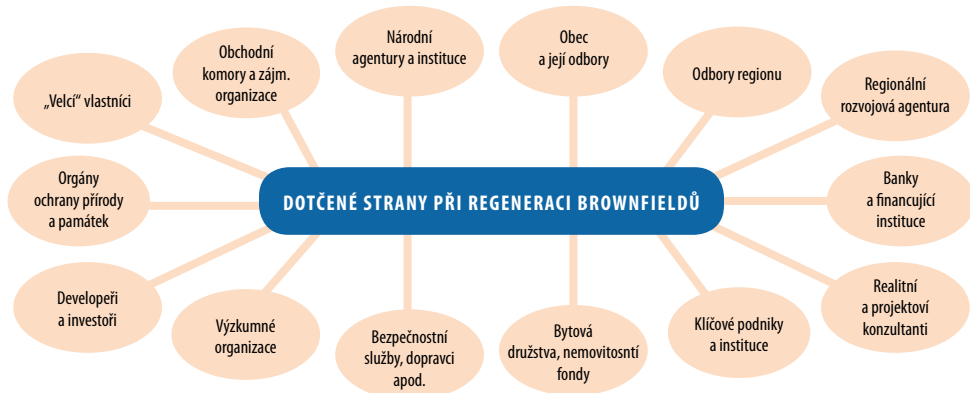 Obchodní
komory a zájm.
organizace
Národní
agentury a instituce
Obec
a její odbory
Odbory regionu
Regionální
rozvojová agentura
„Velcí“ vlastníci
Orgány
ochrany přírody
a památek
DOTČENÉ STRANY PŘI REGENERACI BROWNFIELDŮ
Banky
a financující
instituce
Developeři
a investoři
Výzkumné
organizace
Bezpečnostní
služby, dopravci
apod.
Bytová
družstva, nemovitosntí
fondy
Klíčové podniky
a instituce
Realitní
a projektoví
konzultanti